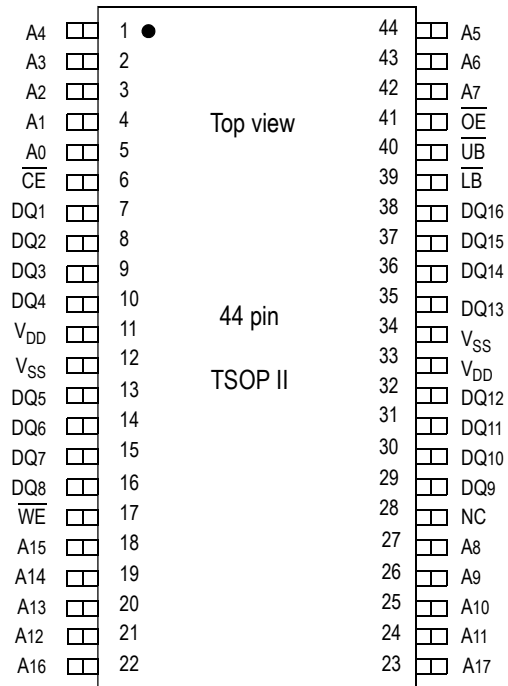 A4 1 44 A5
A3 2 43 A6
A2 3 42 A7
A1 4 41 OE
Top view
A0 5 40 UB
CE 6 39 LB
DQ1 7 38 DQ16
DQ2 8 37 DQ15
DQ3 9 36 DQ14
DQ4 10 35 DQ13
44 pin
VDD 11 34 VSS
VSS 12 33 VDD
TSOP II
DQ5 13 32 DQ12
DQ6 14 31 DQ11
DQ7 15 30 DQ10
DQ8 16 29 DQ9
WE 17 28 NC
A15 18 27 A8
A14 19 26 A9
A13 20 25 A10
A12 21 24 A11
A16 22 23 A17